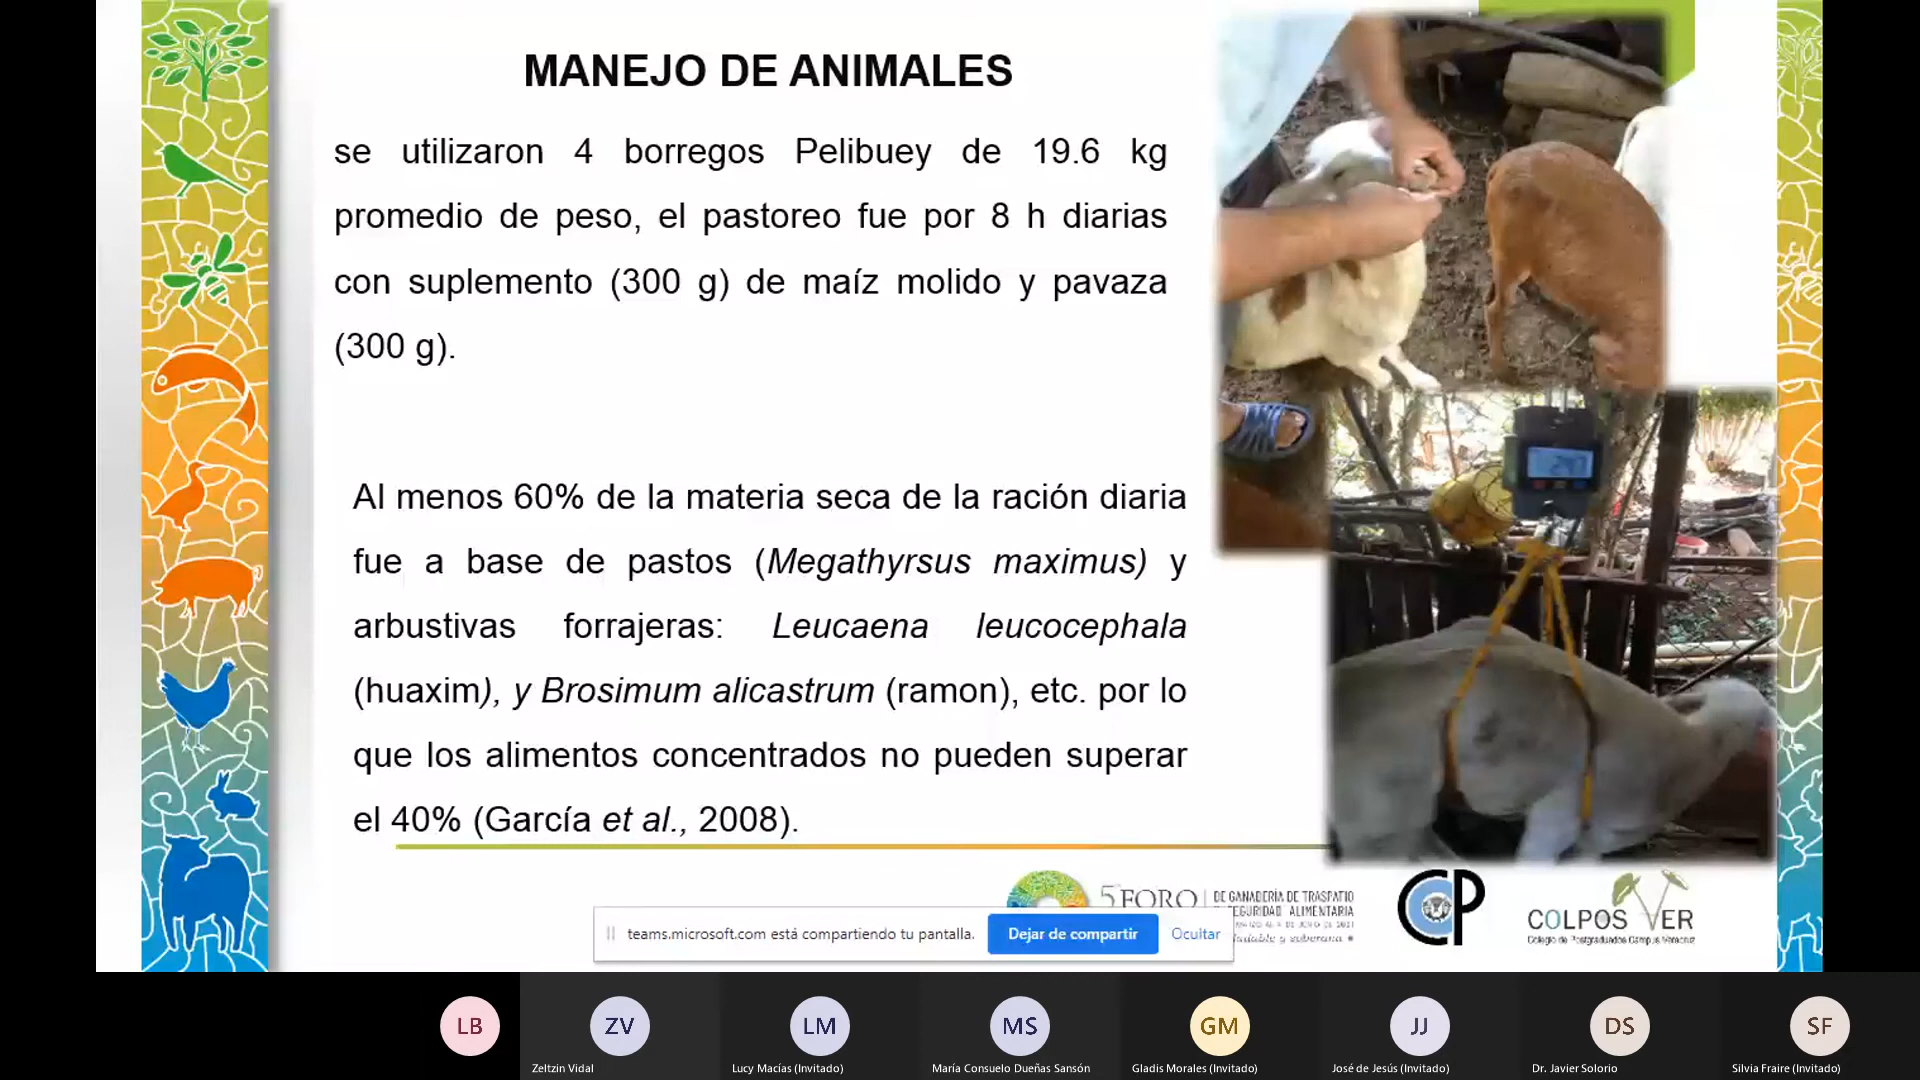 MANEJO DE ANIMALES
se utilizaron 4 borregos Pelibuey de 19.6 kg
promedio de peso, el pastoreo fue por 8 h diarias
con suplemento (300 g) de maíz molido y pavaza
(300 g).
Al menos 60% de la materia seca de la ración diaria
fue a base de pastos (Megathyrsus maximus) y
arbustivas forrajeras: Leucaena leucocephala
(huaxim), y Brosimum alicastrum (ramon), etc. por lo
que los alimentos concentrados no pueden superar
el 40% (García et al., 2008).
5 FORO
DE GANADERÍA DE TRASPATIO
SEGURIDAD ALIMENTARIA
CP
COLPOS VER
Colegio de Postgraduados Campus Veracruz
teams.microsoft.com está compartiendo tu pantalla.
Dejar de compartir
Ocultar
LB
ZV
LM
MS
GM
JJ
DS
SF
Zeltzin Vidal
Lucy Macías (Invitado)
María Consuelo Dueñas Sansón
Gladis Morales (Invitado)
José de Jesús (Invitado)
Dr. Javier Solorio
Silvia Fraire (Invitado)